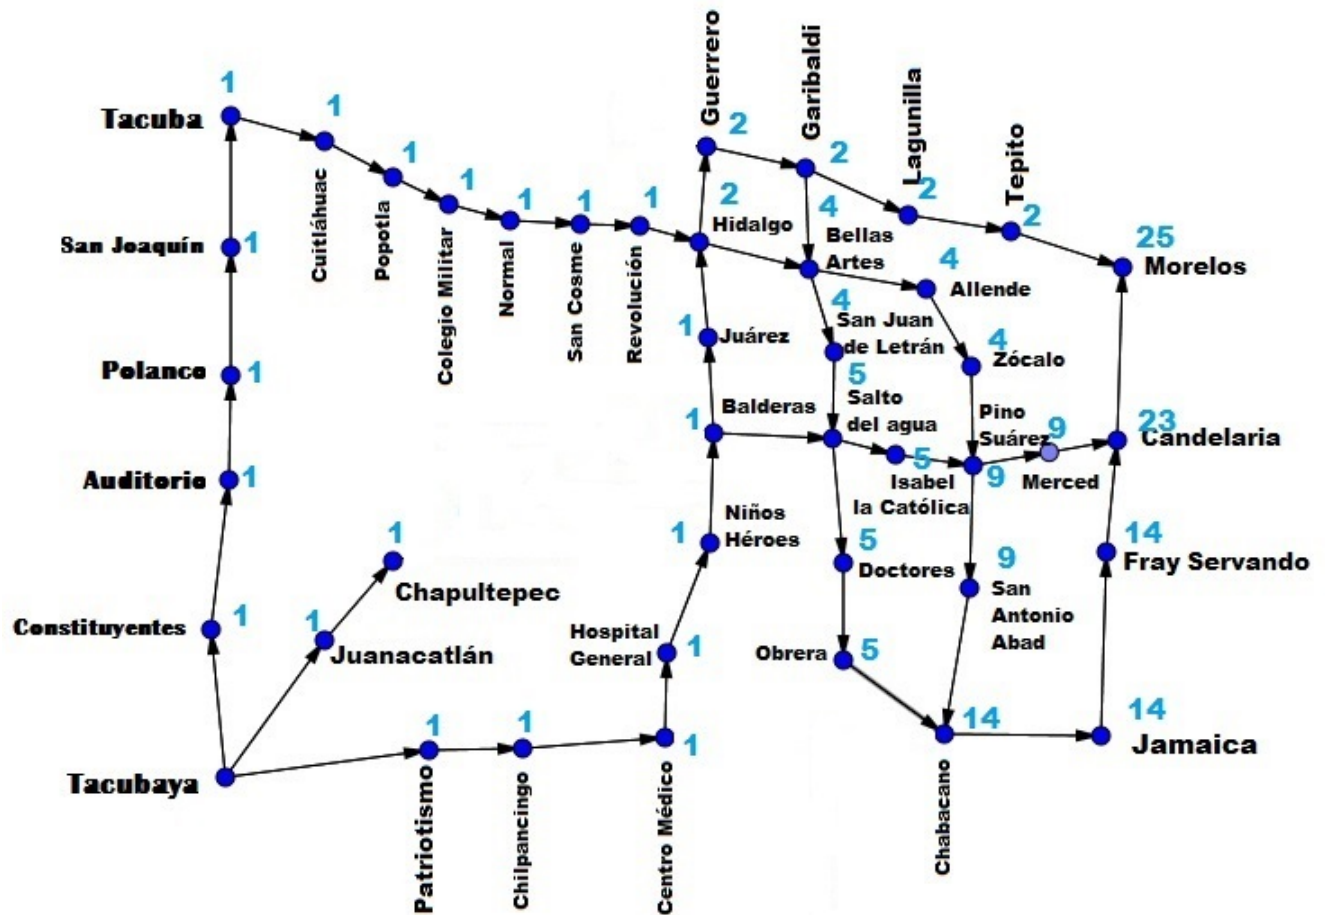 Guerrero
Garibaldi
Lagunilla
Tepito
1
Tacuba
1
Cuitláhuac
1
Popotla
1
Colegio Militar
1
Normal
1
San Cosme
1
Revolución
2
2
2
2
2
Hidalgo
4
Bellas
Artes
25
Morelos
San Joaquín
1
4
Allende
1
Juárez
4
San Juan
de Letrán
4
Zócalo
Polanco
1
5
Salto
del agua
1
Balderas
Pino
Suárez
9
9
Merced
23
Candelaria
Auditorio
1
5
Isabel
la Católica
1
Niños
Héroes
14
Fray Servando
1
Chapultepec
5
Doctores
9
San
Antonio
Abad
Constituyentes
1
1
Juanacatlán
Hospital
General
1
Obrera
5
14
Chabacano
14
Jamaica
Tacubaya
1
Patriotismo
1
Chilpancingo
1
Centro Médico